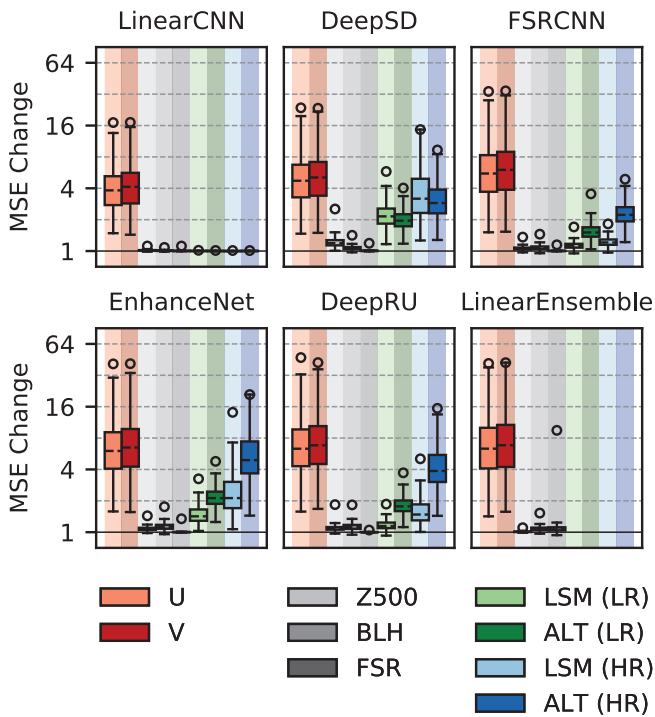 LinearCNN DeepSD FSRCNN
MSE Change
64
16
4
1
EnhanceNet DeepRU LinearEnsemble
MSE Change
64
16
4
1
U Z500 LSM (LR)
V BLH ALT (LR)
FSR LSM (HR)
ALT (HR)